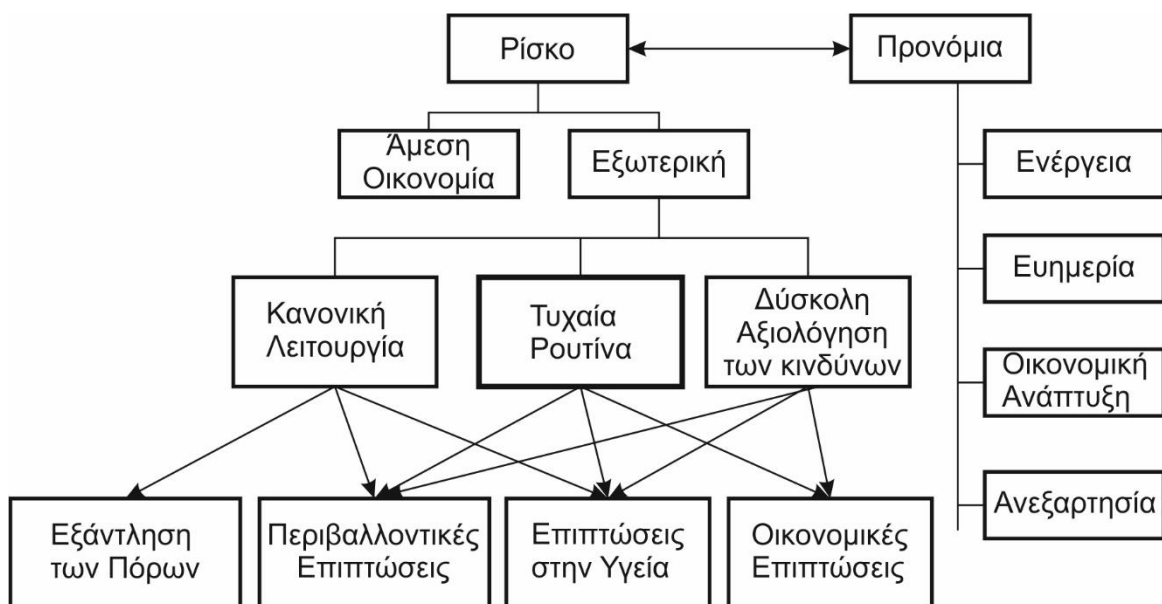 Ρίσκο
Προνόμια
Άμεση
Οικονομία
Εξωτερική
Ενέργεια
Ευημερία
Κανονική
Λειτουργία
Τυχαία
Ρουτίνα
Δύσκολη
Αξιολόγηση
των κινδύνων
Οικονομική
Ανάπτυξη
Ανεξαρτησία
Εξάντληση
των Πόρων
Περιβαλλοντικές
Επιπτώσεις
Επιπτώσεις
στην Υγεία
Οικονομικές
Επιπτώσεις